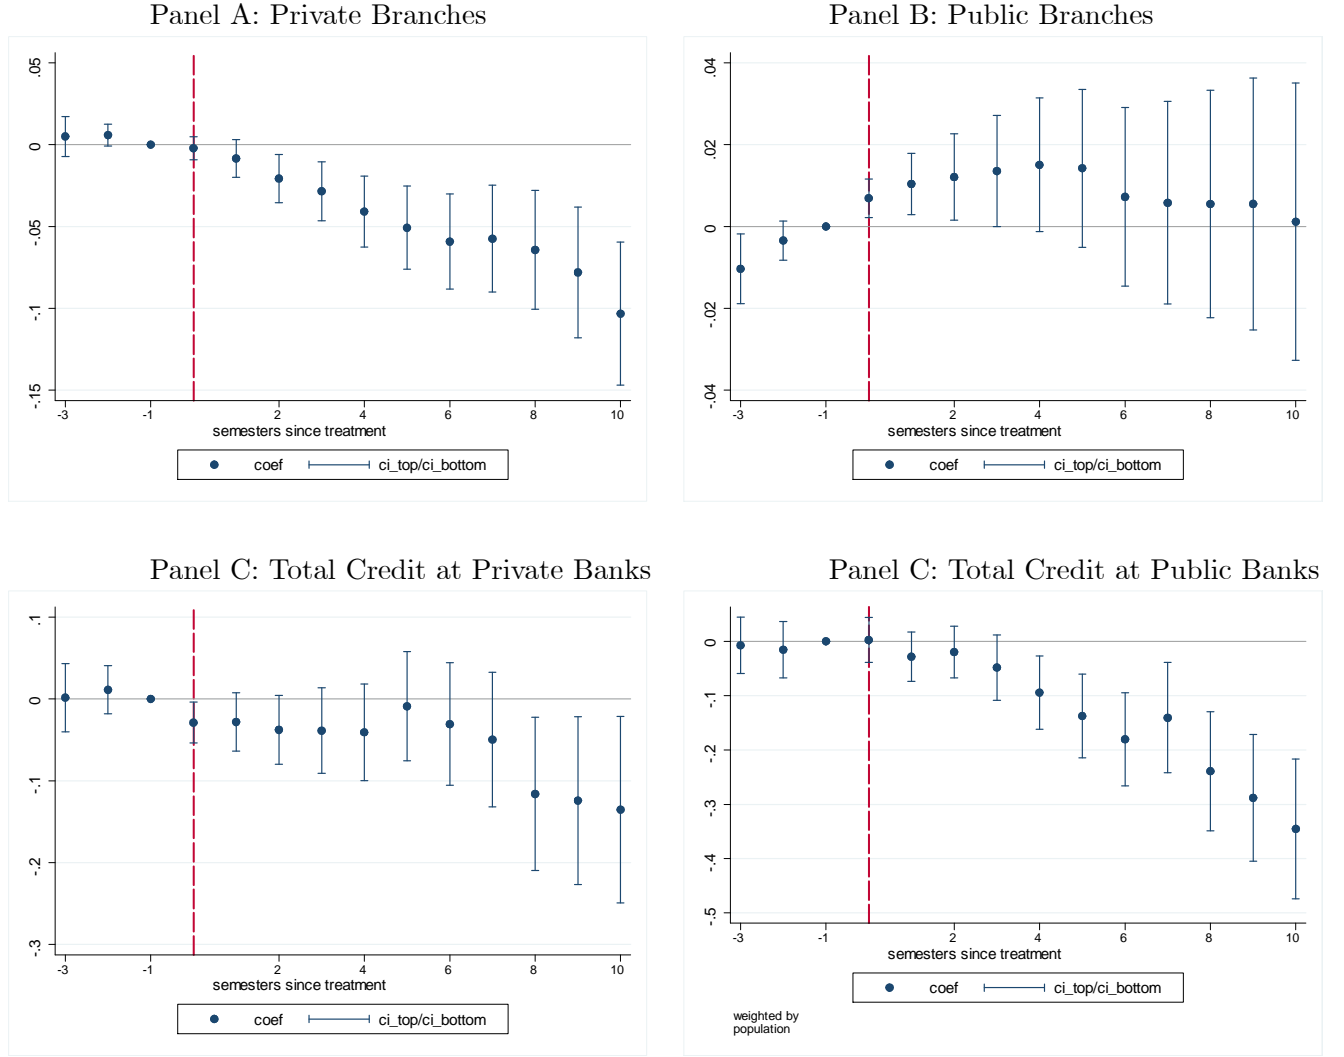 Panel A: Private Branches
.05
0
-.05
-.1
-.15
-3
-1
2
4
6
8
10
semesters since treatment
coef
ci_top/ci_bottom
Panel B: Public Branches
.04
.02
0
-.02
-.04
-3
-1
2
4
6
8
10
semesters since treatment
coef
ci_top/ci_bottom
Panel C: Total Credit at Private Banks
.1
0
-.1
-.2
-.3
-3
-1
2
4
6
8
10
semesters since treatment
coef
ci_top/ci_bottom
Panel C: Total Credit at Public Banks
0
-.1
-.2
-.3
-.4
-.5
-3
-1
2
4
6
8
10
semesters since treatment
coef
ci_top/ci_bottom
weighted by
population